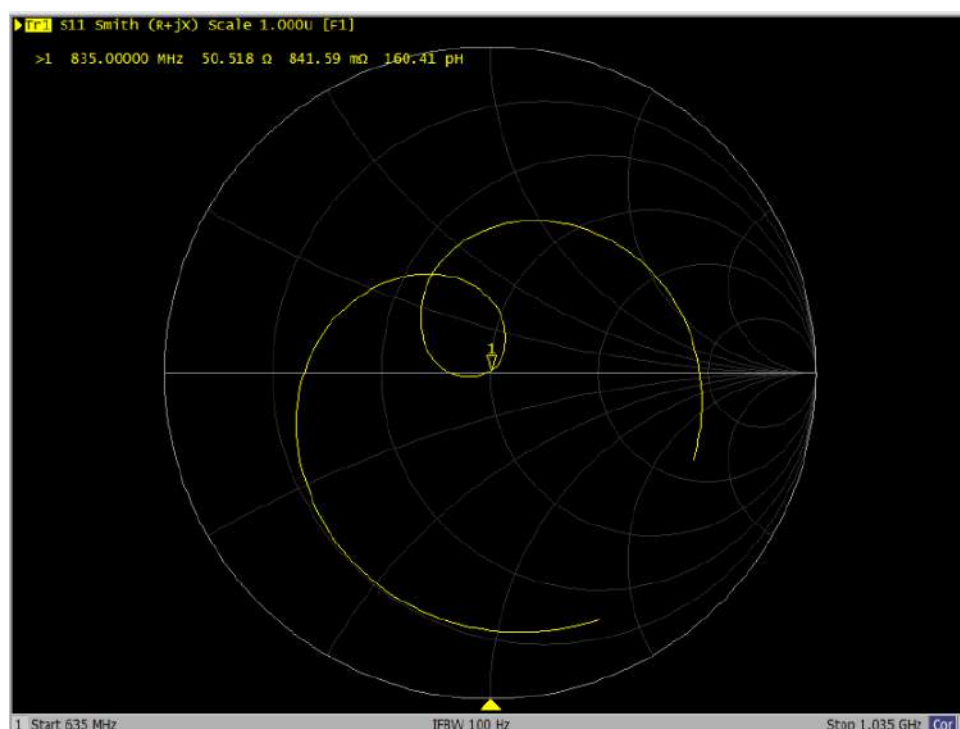 Tr1 S11 Smith (R+jX) Scale 1.000U [F1]
>1 835.00000 MHz 50.518 Ω 841.59 mΩ 160.41 pH
1
1 Start 635 MHz IFBW 100 Hz Stop 1.035 GHz Cor